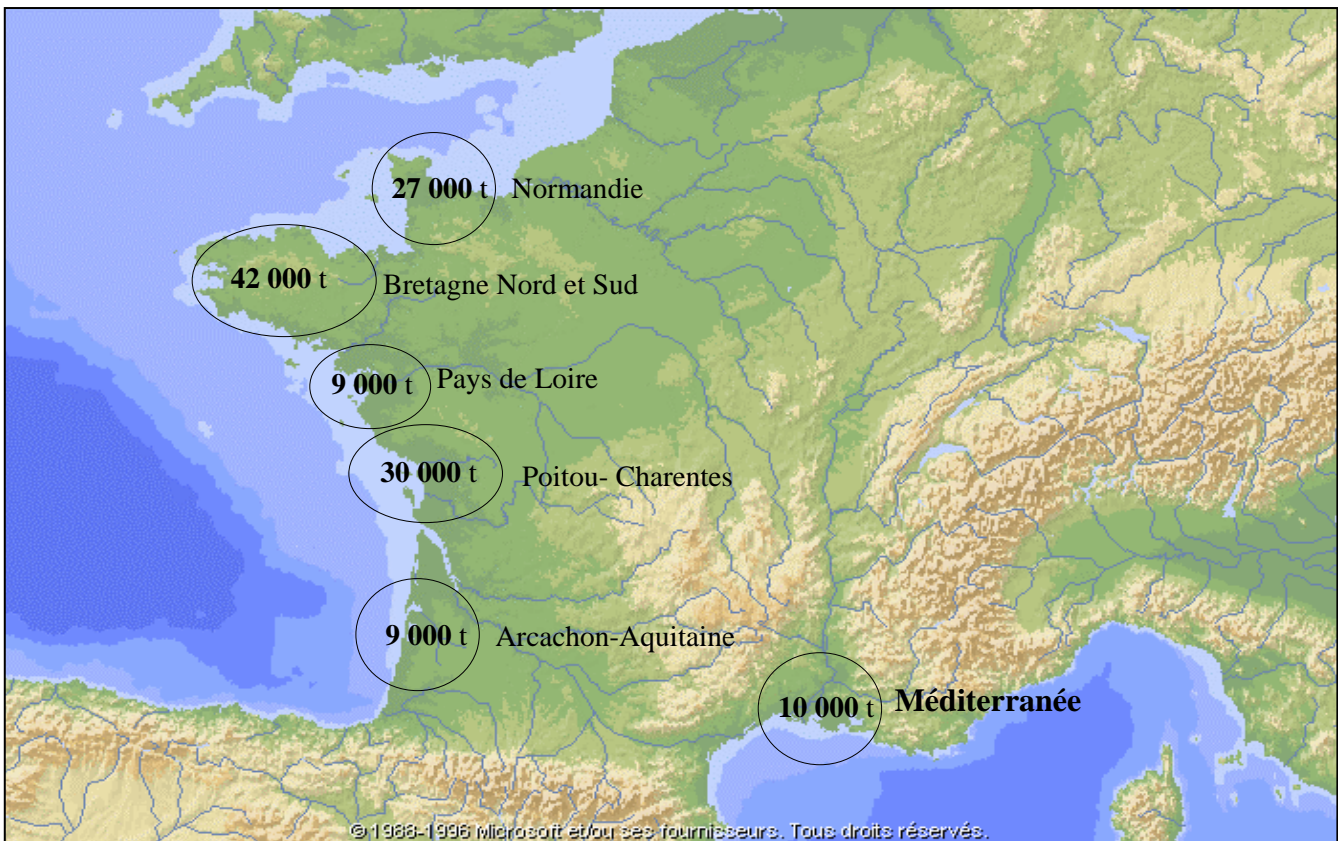 27 000 t Normandie
42 000 t Bretagne Nord et Sud
9 000 t Pays de Loire
30 000 t Poitou- Charentes
9 000 t Arcachon-Aquitaine
10 000 t Méditerranée
© 1988-1996 Microsoft et/ou ses fournisseurs. Tous droits réservés.